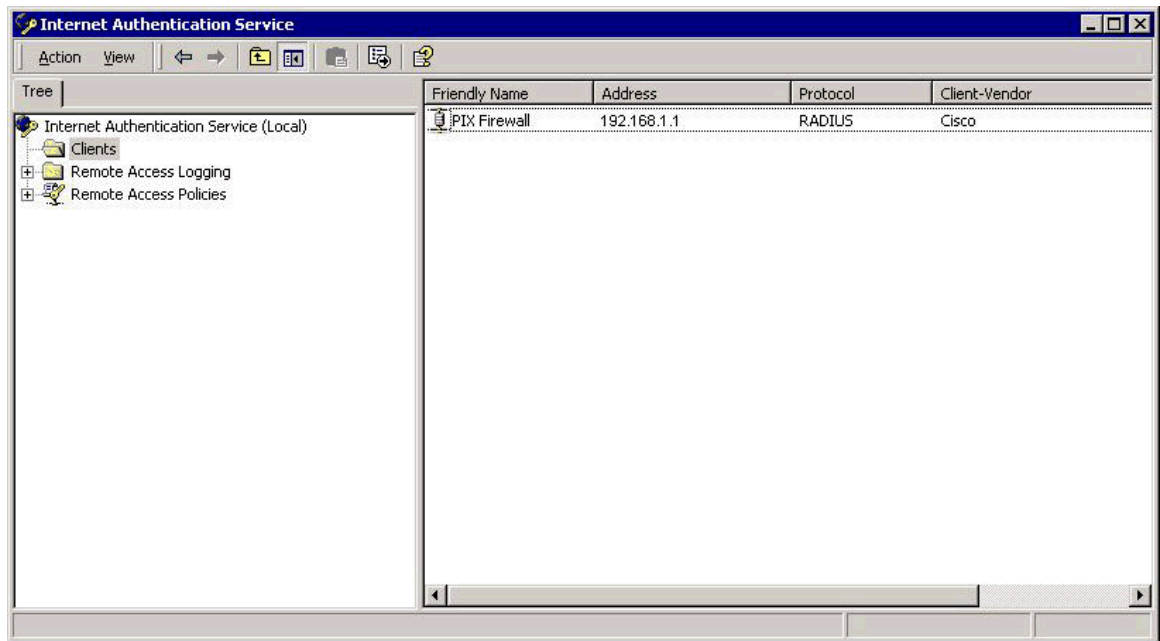 Internet Authentication Service
Action View
Tree
Internet Authentication Service (Local)
Clients
Remote Access Logging
Remote Access Policies
Friendly Name Address Protocol Client-Vendor
PIX Firewall 192.168.1.1 RADIUS Cisco